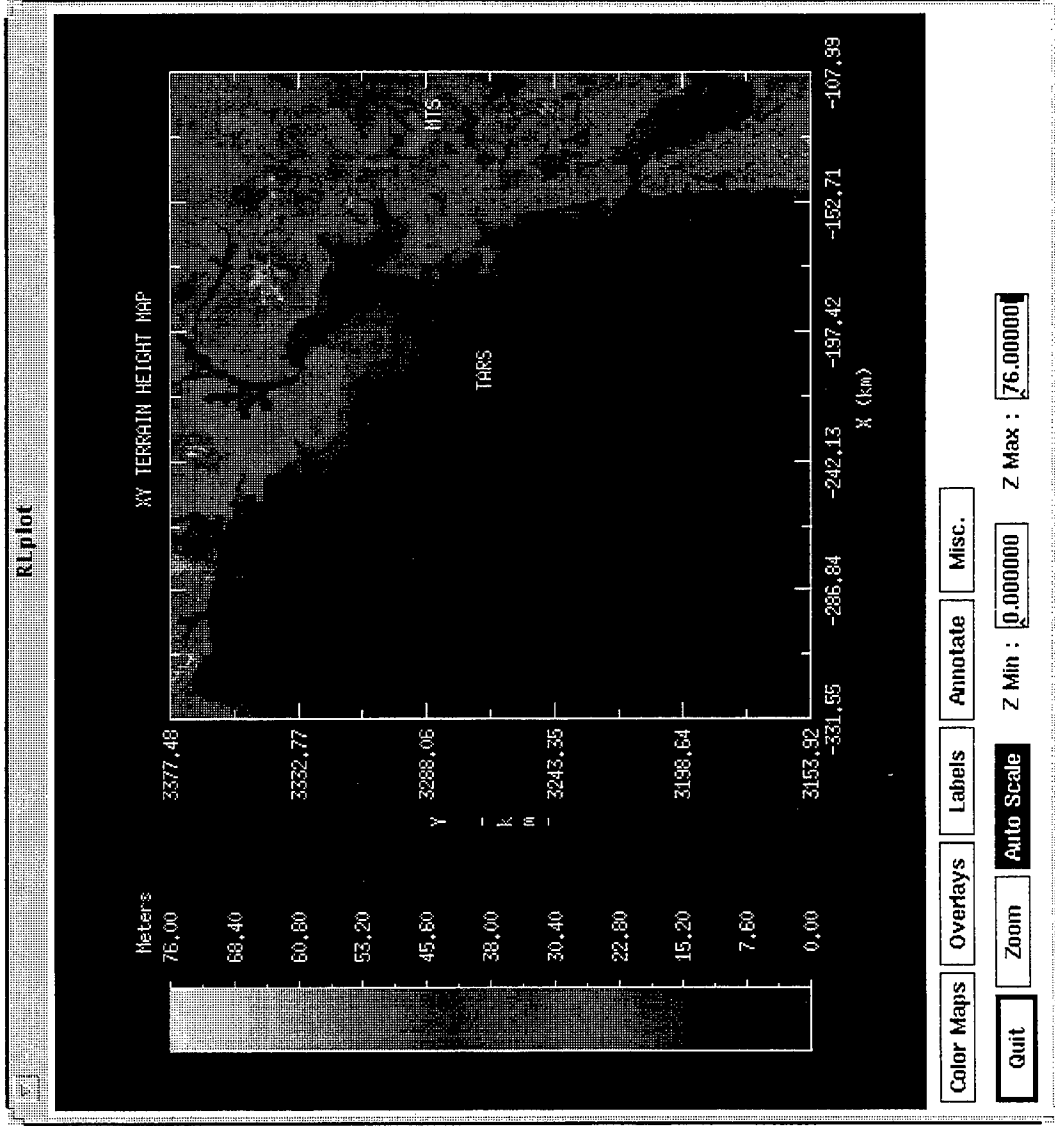 RLplot
XY TERRAIN HEIGHT MAP
Meters
76.00
68.40
60.80
53.20
45.60
38.00
30.40
22.80
15.20
7.60
0.00
3377.48
3332.77
3288.06
3243.35
3198.64
3153.92
Y
-km-
MTS
TARS
-331.55 -286.84 -242.13 -197.42 -152.71 -107.99
X (km)
Color Maps Overlays Labels Annotate Misc.
Quit Zoom Auto Scale Z Min : 0.000000 Z Max : 76.00000